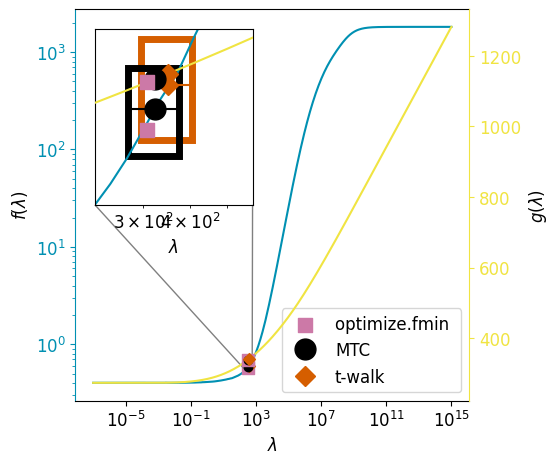 10³
10²
10¹
10⁰
f(λ)
3 × 10² 4 × 10²
λ
1200
1000
800
600
400
g(λ)
optimize.fmin
MTC
t-walk
10⁻⁵ 10⁻¹ 10³ 10⁷ 10¹¹ 10¹⁵
λ